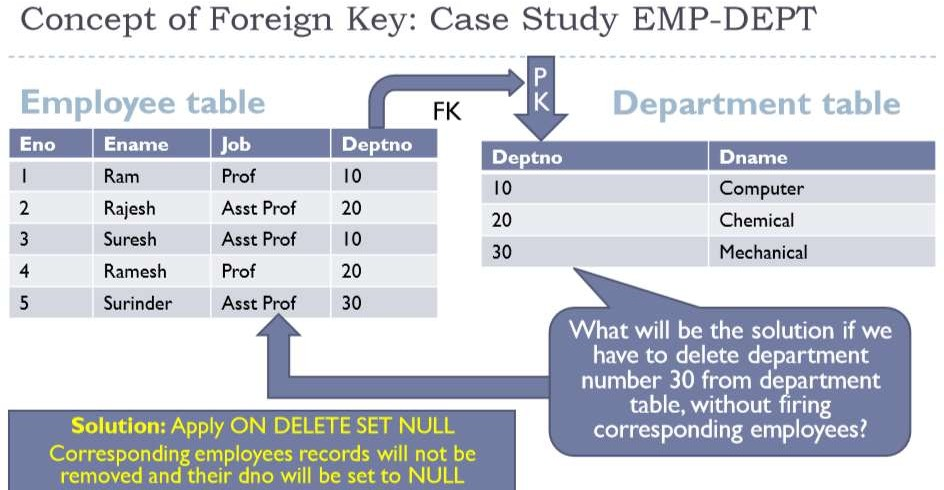 Concept of Foreign Key: Case Study EMP-DEPT
Employee table
FK
P
K
Department table
Eno Ename Job Deptno
1 Ram Prof 10
2 Rajesh Asst Prof 20
3 Suresh Asst Prof 10
4 Ramesh Prof 20
5 Surinder Asst Prof 30
Deptno Dname
10 Computer
20 Chemical
30 Mechanical
What will be the solution if we
have to delete department
number 30 from department
table, without firing
corresponding employees?
Solution: Apply ON DELETE SET NULL
Corresponding employees records will not be
removed and their dno will be set to NULL